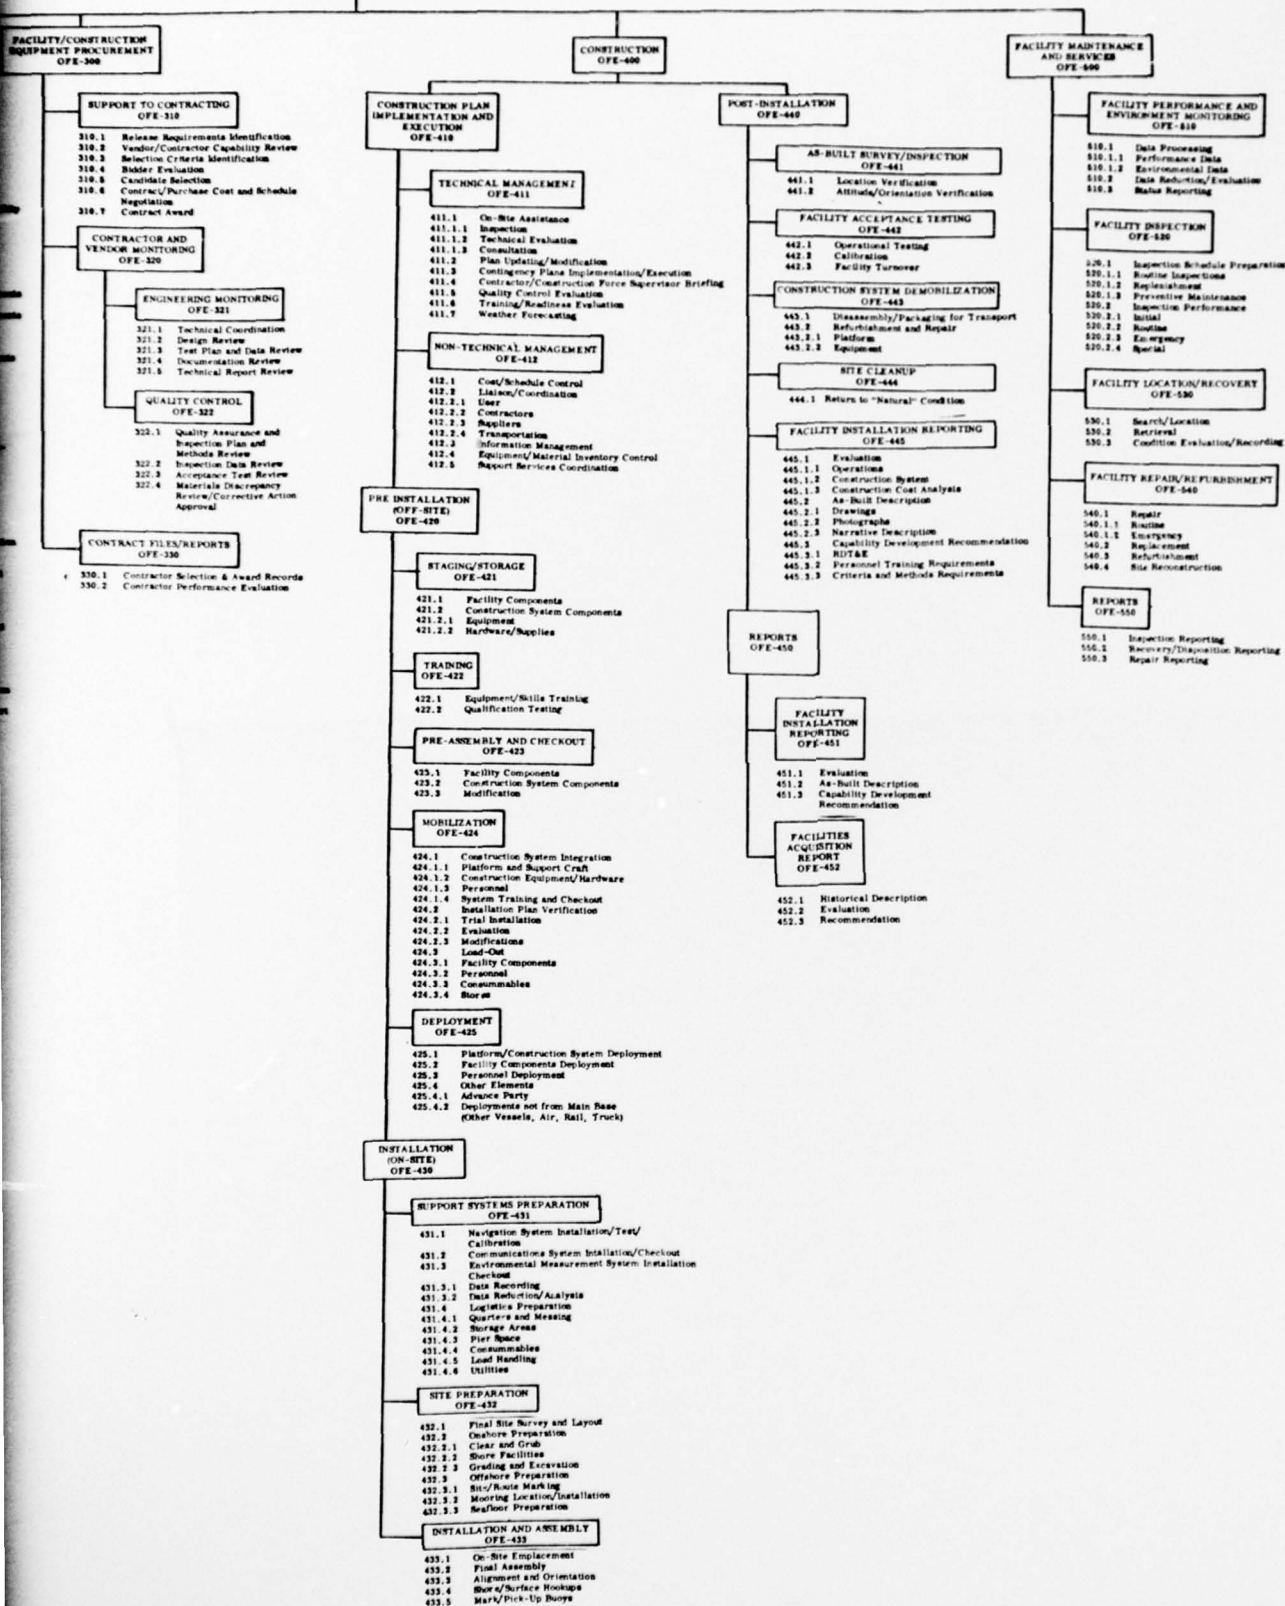 FACILITY/CONSTRUCTION
EQUIPMENT PROCUREMENT
OFE-300
SUPPORT TO CONTRACTING
OFE-310
310.1 Release Requirements Identification
310.2 Vendor/Contractor Capability Review
310.3 Selection Criteria Identification
310.4 Bidder Evaluation
310.5 Candidate Selection
310.6 Contract/Purchase Cost and Schedule
Negotiation
310.7 Contract Award
CONTRACTOR AND
VENDOR MONITORING
OFE-320
ENGINEERING MONITORING
OFE-321
321.1 Technical Coordination
321.2 Design Review
321.3 Test Plan and Data Review
321.4 Documentation Review
321.5 Technical Report Review
QUALITY CONTROL
OFE-322
322.1 Quality Assurance and
Inspection Plan and
Methods Review
322.2 Inspection Data Review
322.3 Acceptance Test Review
322.4 Materials Discrepancy
Review/Corrective Action
Approval
CONTRACT FILES/REPORTS
OFE-330
330.1 Contractor Selection & Award Records
330.2 Contractor Performance Evaluation
CONSTRUCTION
OFE-400
CONSTRUCTION PLAN
IMPLEMENTATION AND
EXECUTION
OFE-410
TECHNICAL MANAGEMENT
OFE-411
411.1 On-Site Assistance
411.1.1 Inspection
411.1.2 Technical Evaluation
411.1.3 Consultation
411.2 Plan Updating/Modification
411.3 Contingency Plans Implementation/Execution
411.4 Contractor/Construction Force Supervisor Briefing
411.5 Quality Control Evaluation
411.6 Training/Readiness Evaluation
411.7 Weather Forecasting
NON-TECHNICAL MANAGEMENT
OFE-412
412.1 Cost/Schedule Control
412.2 Liaison/Coordination
412.2.1 User
412.2.2 Contractors
412.2.3 Suppliers
412.2.4 Transportation
412.3 Information Management
412.4 Equipment/Material Inventory Control
412.5 Support Services Coordination
PRE INSTALLATION
(OFF-SITE)
OFE-420
STAGING/STORAGE
OFE-421
421.1 Facility Components
421.2 Construction System Components
421.2.1 Equipment
421.2.2 Hardware/Supplies
TRAINING
OFE-422
422.1 Equipment/Skills Training
422.2 Qualification Testing
PRE-ASSEMBLY AND CHECKOUT
OFE-423
423.1 Facility Components
423.2 Construction System Components
423.3 Modification
MOBILIZATION
OFE-424
424.1 Construction System Integration
424.1.1 Platform and Support Craft
424.1.2 Construction Equipment/Hardware
424.1.3 Personnel
424.1.4 System Training and Checkout
424.2 Installation Plan Verification
424.2.1 Trial Installation
424.2.2 Evaluation
424.2.3 Modifications
424.3 Load-Out
424.3.1 Facility Components
424.3.2 Personnel
424.3.3 Consummables
424.3.4 Stores
DEPLOYMENT
OFE-425
425.1 Platform/Construction System Deployment
425.2 Facility Components Deployment
425.3 Personnel Deployment
425.4 Other Elements
425.4.1 Advance Party
425.4.2 Deployments not from Main Base
(Other Vessels, Air, Rail, Truck)
INSTALLATION
(ON-SITE)
OFE-430
SUPPORT SYSTEMS PREPARATION
OFE-431
431.1 Navigation System Installation/Test/
Calibration
431.2 Communications System Intallation/Checkout
431.3 Environmental Measurement System Installation
Checkout
431.3.1 Data Recording
431.3.2 Data Reduction/Analysis
431.4 Logistics Preparation
431.4.1 Quarters and Messing
431.4.2 Storage Areas
431.4.3 Pier Space
431.4.4 Consummables
431.4.5 Load Handling
431.4.6 Utilities
SITE PREPARATION
OFE-432
432.1 Final Site Survey and Layout
432.2 Onshore Preparation
432.2.1 Clear and Grub
432.2.2 Shore Facilities
432.2.3 Grading and Excavation
432.3 Offshore Preparation
432.3.1 Site/Route Marking
432.3.2 Mooring Location/Installation
432.3.3 Seafloor Preparation
INSTALLATION AND ASSEMBLY
OFE-433
433.1 On-Site Emplacement
433.2 Final Assembly
433.3 Alignment and Orientation
433.4 Shore/Surface Hookups
433.5 Mark/Pick-Up Buoys
POST-INSTALLATION
OFE-440
AS-BUILT SURVEY/INSPECTION
OFE-441
441.1 Location Verification
441.2 Attitude/Orientation Verification
FACILITY ACCEPTANCE TESTING
OFE-442
442.1 Operational Testing
442.2 Calibration
442.3 Facility Turnover
CONSTRUCTION SYSTEM DEMOBILIZATION
OFE-443
443.1 Disassembly/Packaging for Transport
443.2 Refurbishment and Repair
443.2.1 Platform
443.2.2 Equipment
SITE CLEANUP
OFE-444
444.1 Return to "Natural" Condition
FACILITY INSTALLATION REPORTING
OFE-445
445.1 Evaluation
445.1.1 Operations
445.1.2 Construction System
445.1.3 Construction Cost Analysis
445.2 As-Built Description
445.2.1 Drawings
445.2.2 Photographs
445.2.3 Narrative Description
445.3 Capability Development Recommendation
445.3.1 RDT&E
445.3.2 Personnel Training Requirements
445.3.3 Criteria and Methods Requirements
REPORTS
OFE-450
FACILITY
INSTALLATION
REPORTING
OFE-451
451.1 Evaluation
451.2 As-Built Description
451.3 Capability Development
Recommendation
FACILITIES
ACQUISITION
REPORT
OFE-452
452.1 Historical Description
452.2 Evaluation
452.3 Recommendation
FACILITY MAINTENANCE
AND SERVICES
OFE-500
FACILITY PERFORMANCE AND
ENVIRONMENT MONITORING
OFE-510
510.1 Data Processing
510.1.1 Performance Data
510.1.2 Environmental Data
510.2 Data Reduction/Evaluation
510.3 Status Reporting
FACILITY INSPECTION
OFE-520
520.1 Inspection Schedule Preparation
520.1.1 Routine Inspections
520.1.2 Replenishment
520.1.3 Preventive Maintenance
520.2 Inspection Performance
520.2.1 Initial
520.2.2 Routine
520.2.3 Emergency
520.2.4 Special
FACILITY LOCATION/RECOVERY
OFE-530
530.1 Search/Location
530.2 Retrieval
530.3 Condition Evaluation/Recording
FACILITY REPAIR/REFURBISHMENT
OFE-540
540.1 Repair
540.1.1 Routine
540.1.2 Emergency
540.2 Replacement
540.3 Refurbishment
540.4 Site Reconstruction
REPORTS
OFE-550
550.1 Inspection Reporting
550.2 Recovery/Disposition Reporting
550.3 Repair Reporting